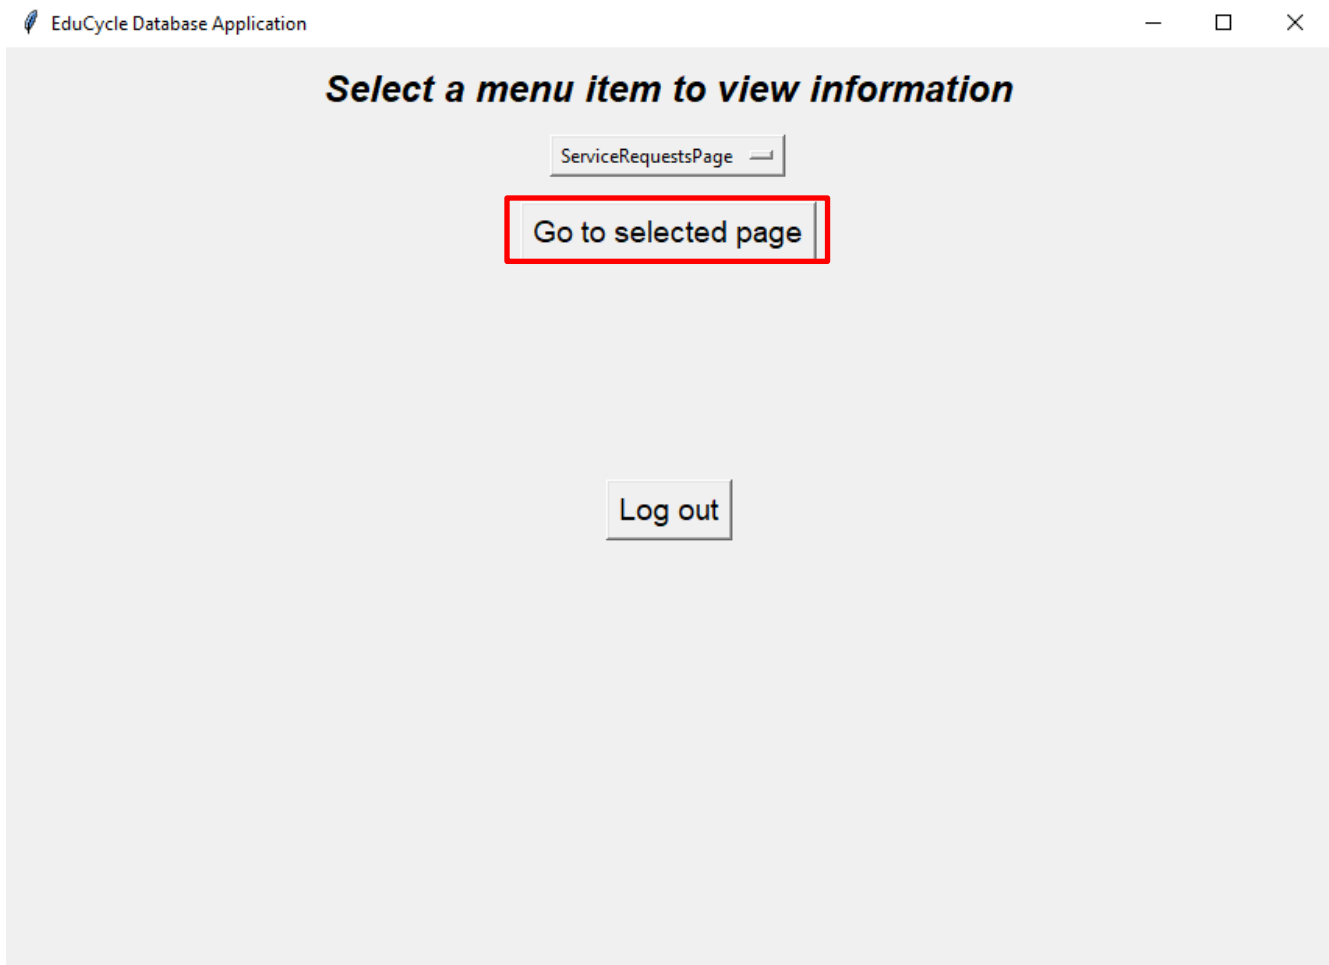 EduCycle Database Application
Select a menu item to view information
ServiceRequestsPage
Go to selected page
Log out